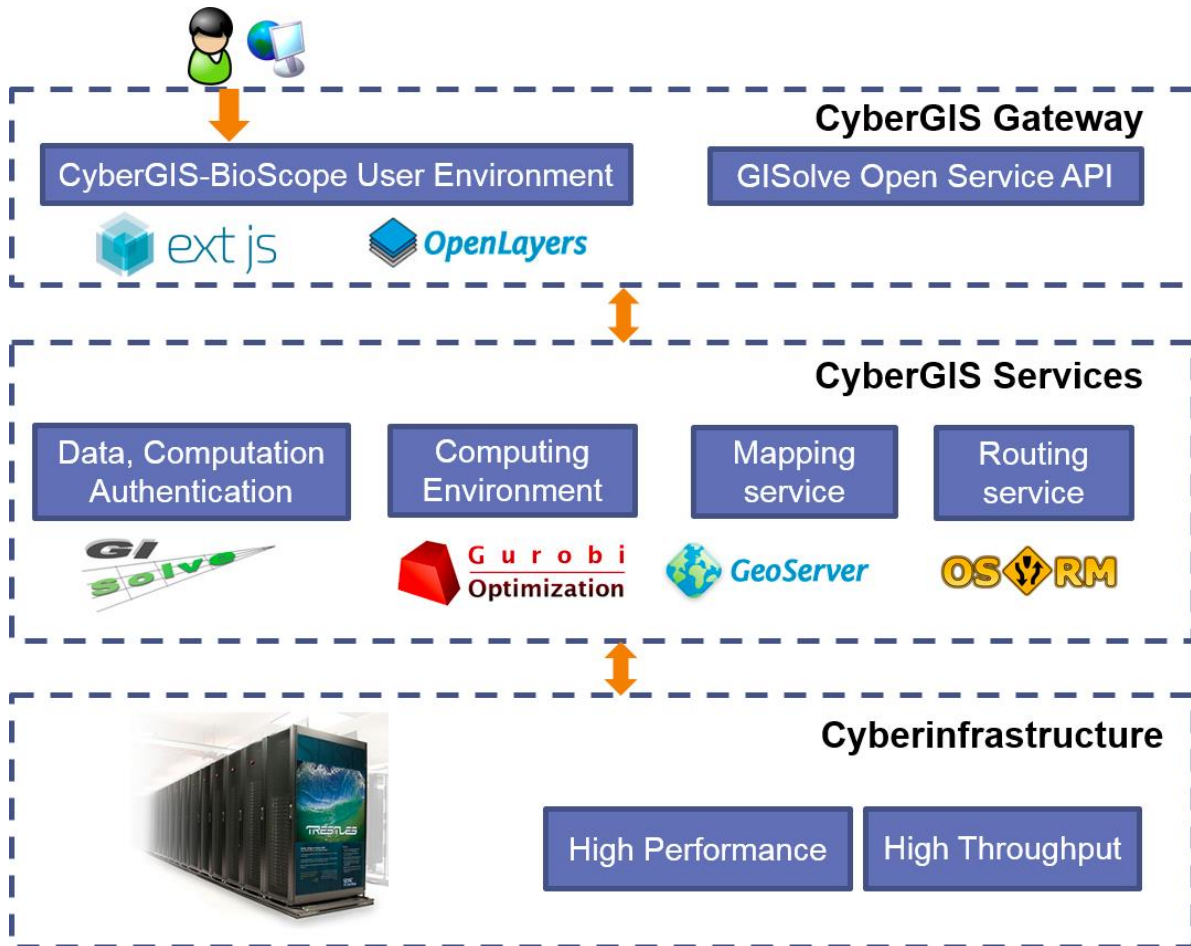 CyberGIS Gateway
CyberGIS-BioScope User Environment
GISolve Open Service API
ext js
OpenLayers
CyberGIS Services
Data, Computation
Authentication
Computing
Environment
Mapping
service
Routing
service
GI
Solve
Gurobi
Optimization
GeoServer
OSRM
Cyberinfrastructure
TRESTLES
High Performance
High Throughput